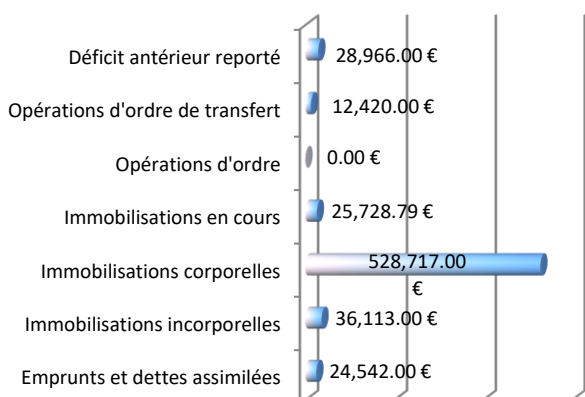 Déficit antérieur reporté 28,966.00 €
Opérations d'ordre de transfert 12,420.00 €
Opérations d'ordre 0.00 €
Immobilisations en cours 25,728.79 €
Immobilisations corporelles 528,717.00
€
Immobilisations incorporelles 36,113.00 €
Emprunts et dettes assimilées 24,542.00 €